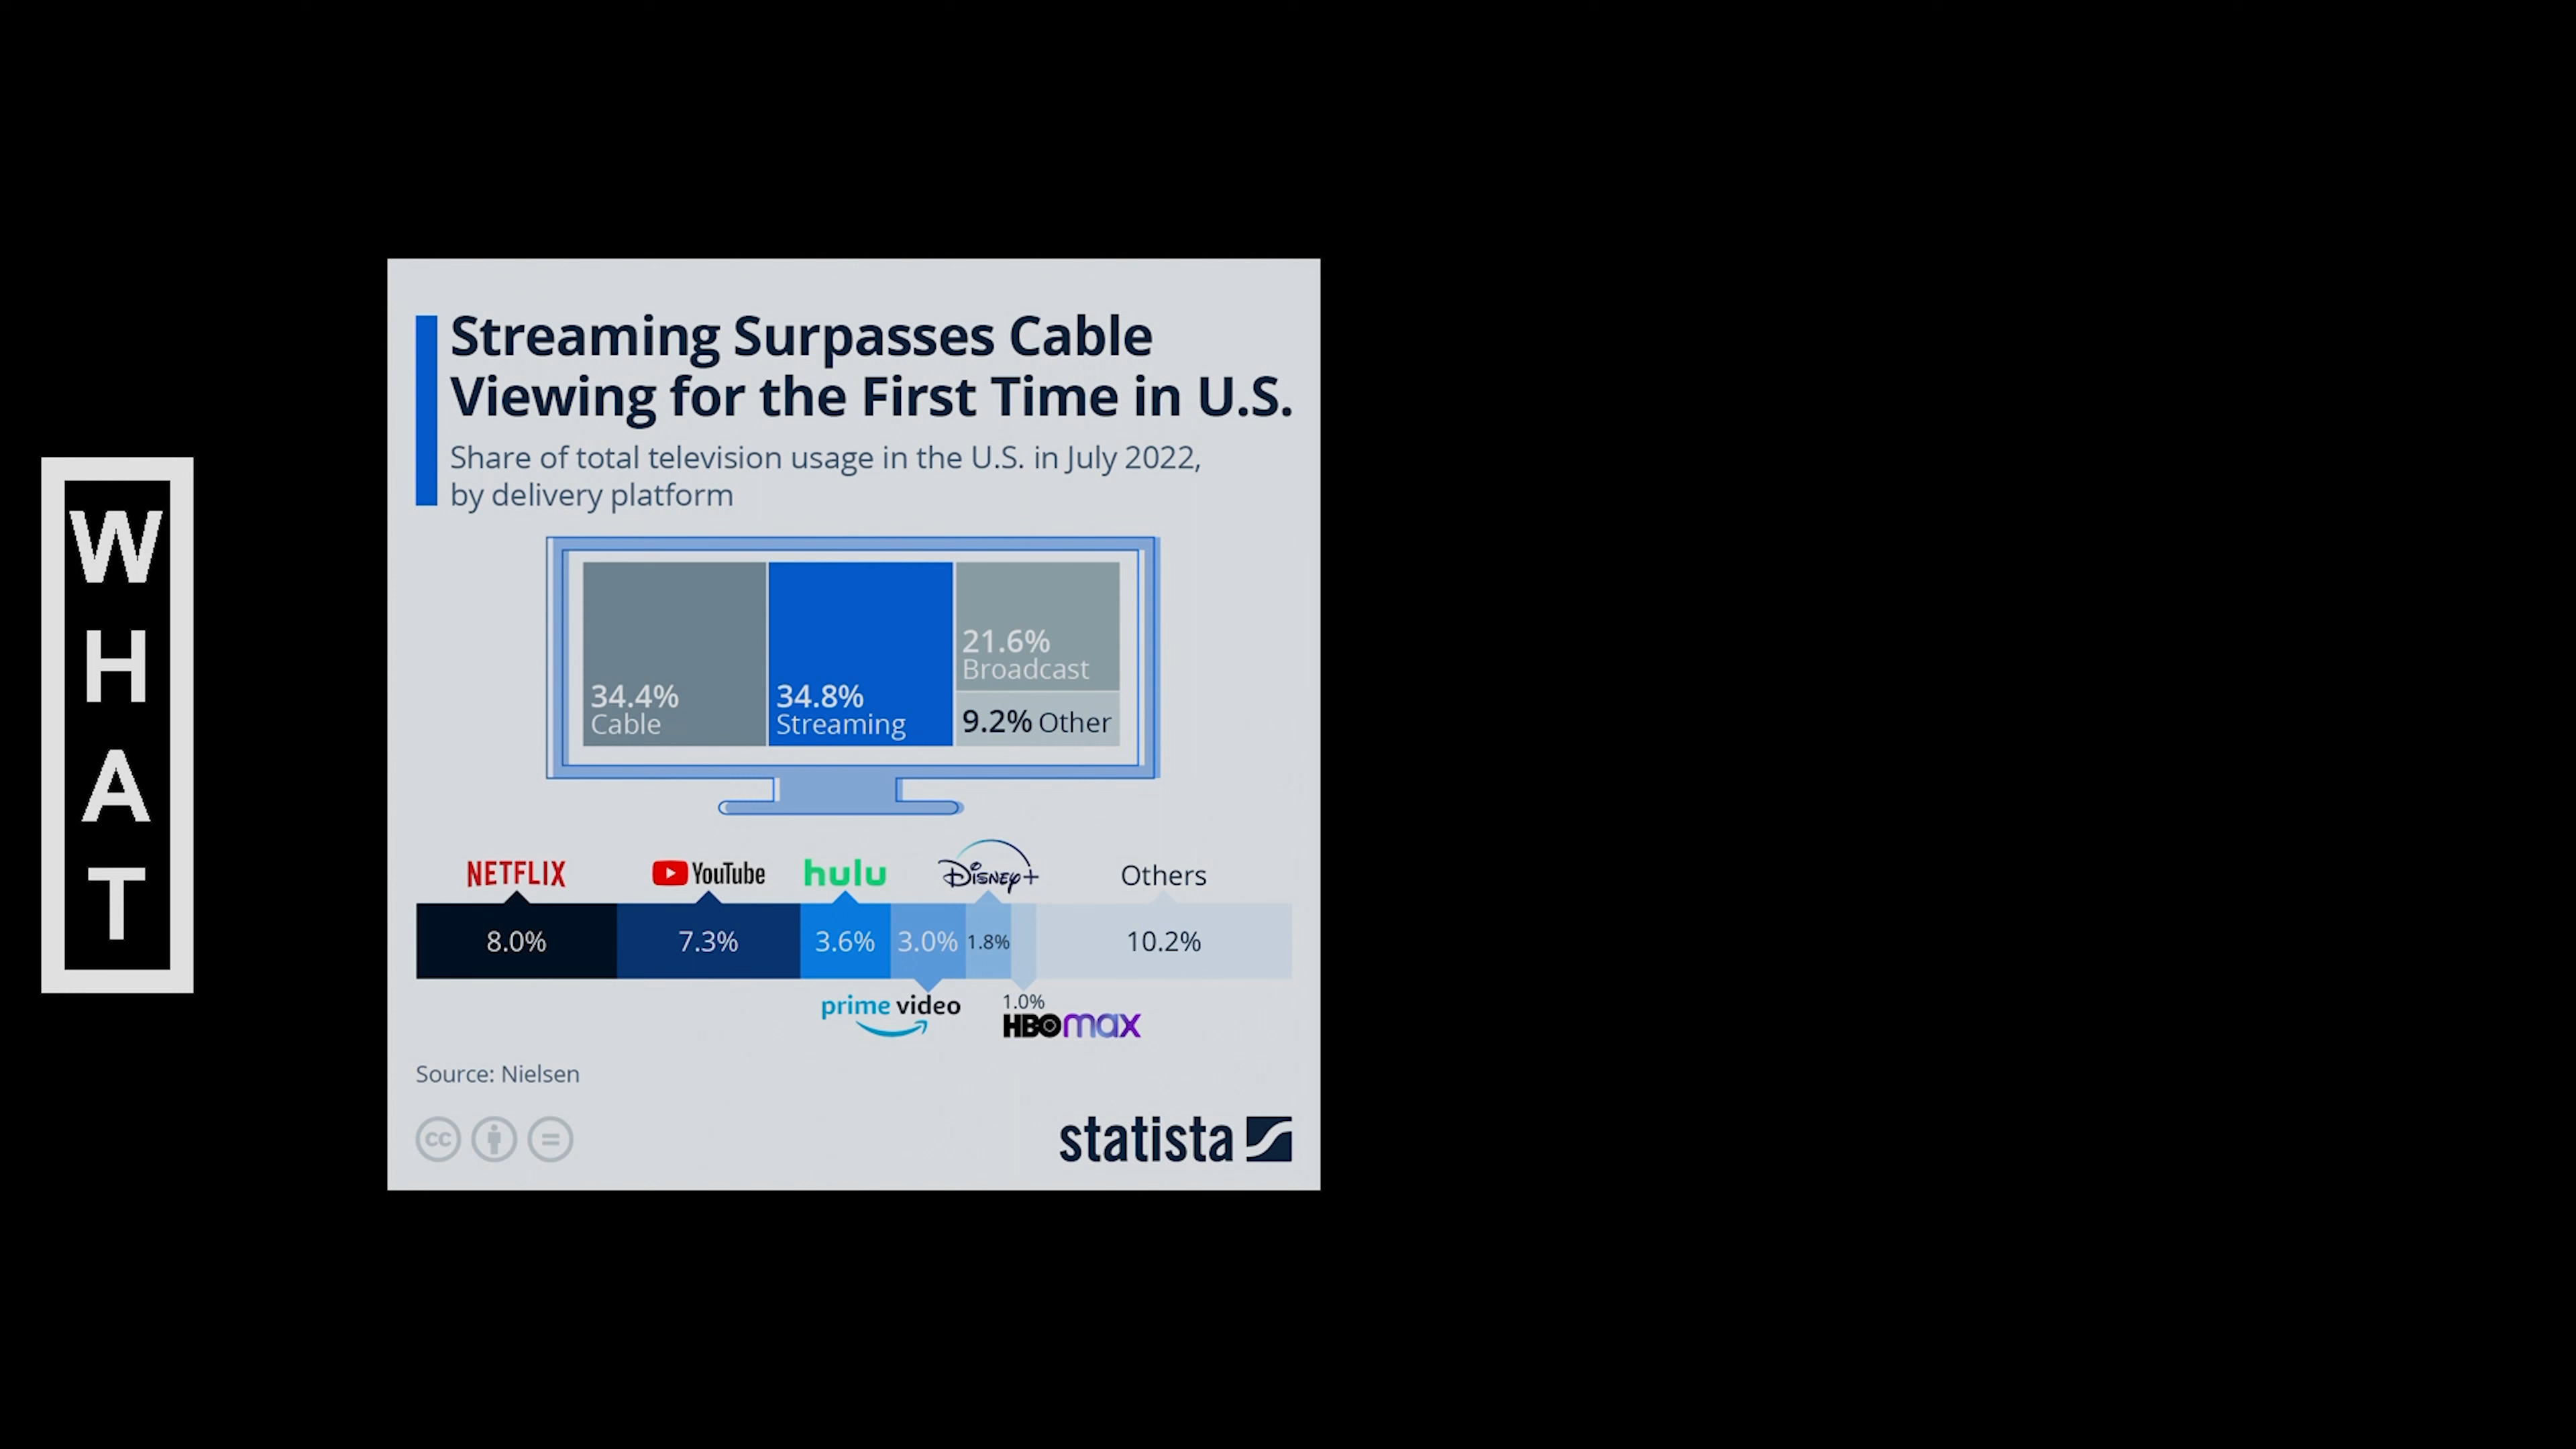 WHAT
Streaming Surpasses Cable
Viewing for the First Time in U.S.
Share of total television usage in the U.S. in July 2022,
by delivery platform
34.4%
Cable
34.8%
Streaming
21.6%
Broadcast
9.2% Other
NETFLIX
YouTube
hulu
Disney+
Others
8.0%
7.3%
3.6%
3.0%
1.8%
10.2%
prime video
1.0%
HBOmax
Source: Nielsen
cc
statista